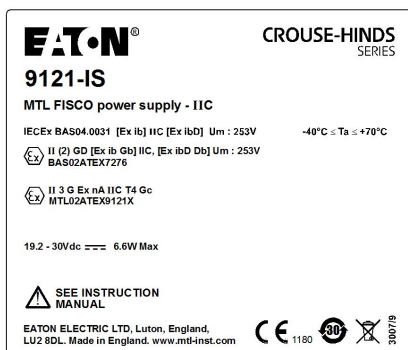 EATON®
CROUSE-HINDS
SERIES
9121-IS
MTL FISCO power supply - IIC
IECEx BAS04.0031 [Ex ib] IIC [Ex ibD] Um : 253V
-40°C ≤ Ta ≤ +70°C
II (2) GD [Ex ib Gb] IIC, [Ex ibD Db] Um : 253V
BAS02ATEX7276
II 3 G Ex nA IIC T4 Gc
MTL02ATEX9121X
19.2 - 30Vdc 6.6W Max
SEE INSTRUCTION
MANUAL
EATON ELECTRIC LTD, Luton, England,
LU2 8DL. Made in England. www.mtl-inst.com
CE 1180
30
3007/9